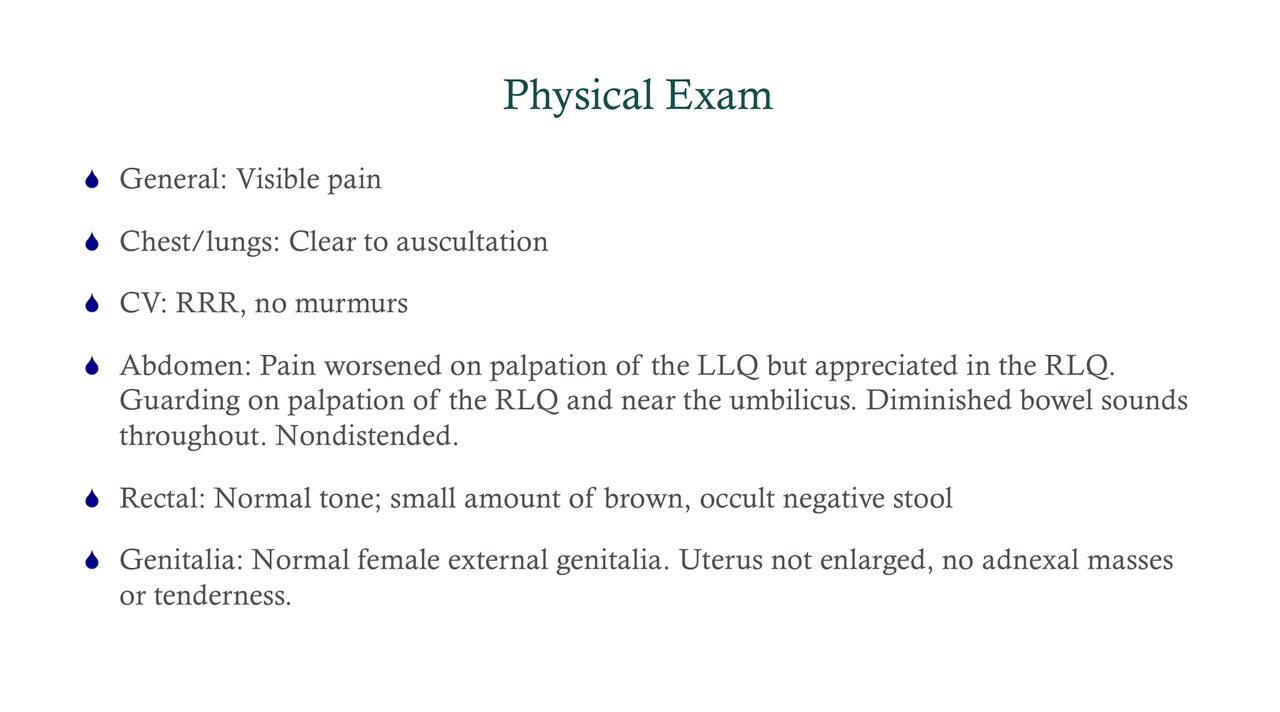 Physical Exam
General: Visible pain
Chest/lungs: Clear to auscultation
CV: RRR, no murmurs
Abdomen: Pain worsened on palpation of the LLQ but appreciated in the RLQ.
Guarding on palpation of the RLQ and near the umbilicus. Diminished bowel sounds
throughout. Nondistended.
Rectal: Normal tone; small amount of brown, occult negative stool
Genitalia: Normal female external genitalia. Uterus not enlarged, no adnexal masses
or tenderness.